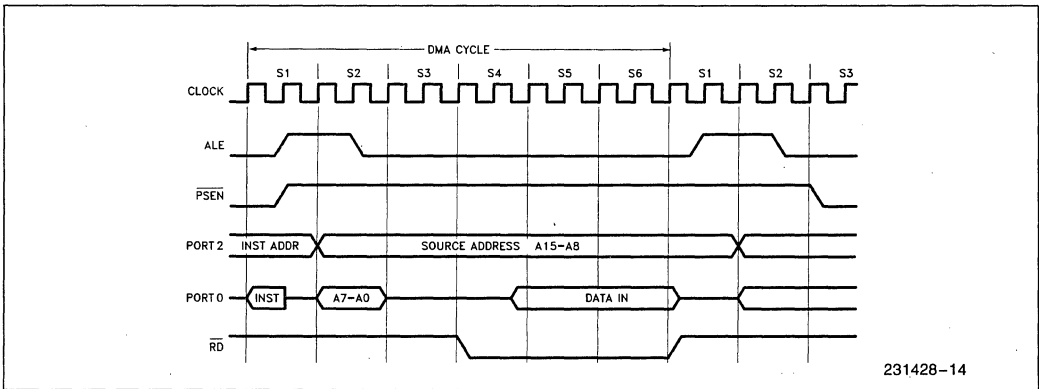 DMA CYCLE
S1 S2 S3 S4 S5 S6 S1 S2 S3
CLOCK
ALE
PSEN
PORT 2 INST ADDR SOURCE ADDRESS A15-A8
PORT 0 INST A7-A0 DATA IN
RD
231428-14